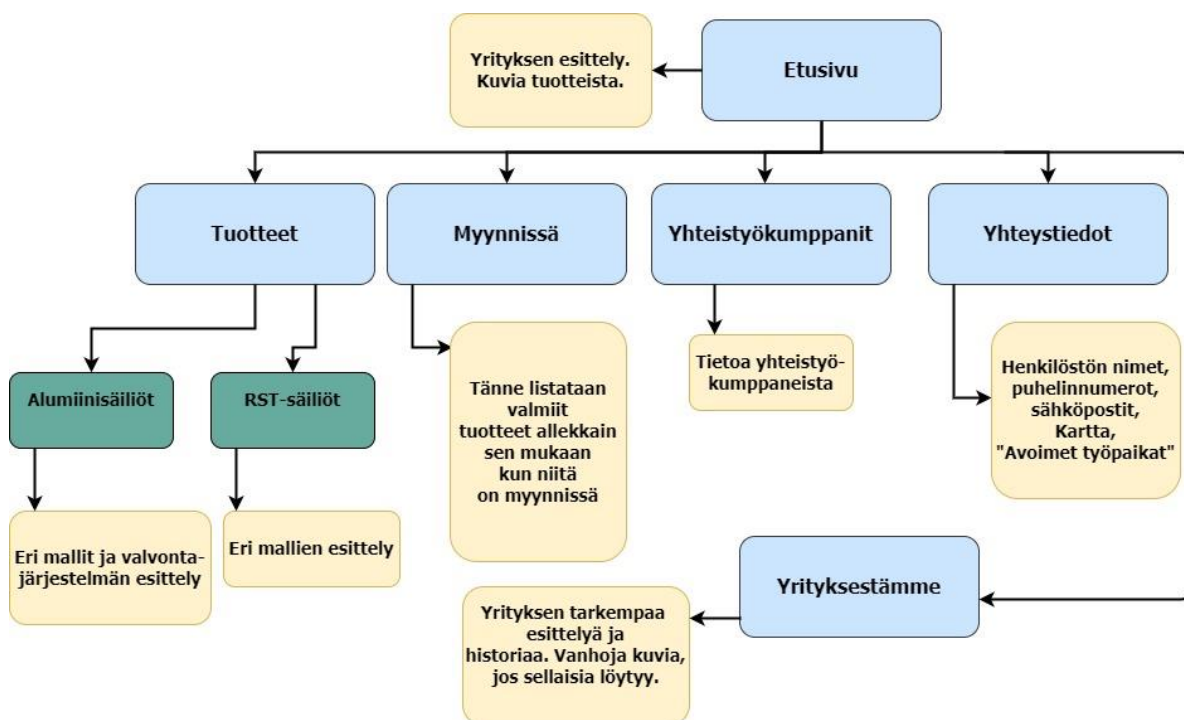 Yrityksen esittely.
Kuvia tuotteista.
Etusivu
Tuotteet
Myynnissä
Yhteistyökumppanit
Yhteystiedot
Alumiinisäiliöt
RST-säiliöt
Tänne listataan
valmiit
tuotteet allekkain
sen mukaan
kun niitä
on myynnissä
Tietoa yhteistyö-
kumppaneista
Henkilöstön nimet,
puhelinnumerot,
sähköpostit,
Kartta,
"Avoimet työpaikat"
Eri mallit ja valvonta-
järjestelmän esittely
Eri mallien esittely
Yrityksestämme
Yrityksen tarkempaa
esittelyä ja
historiaa. Vanhoja kuvia,
jos sellaisia löytyy.